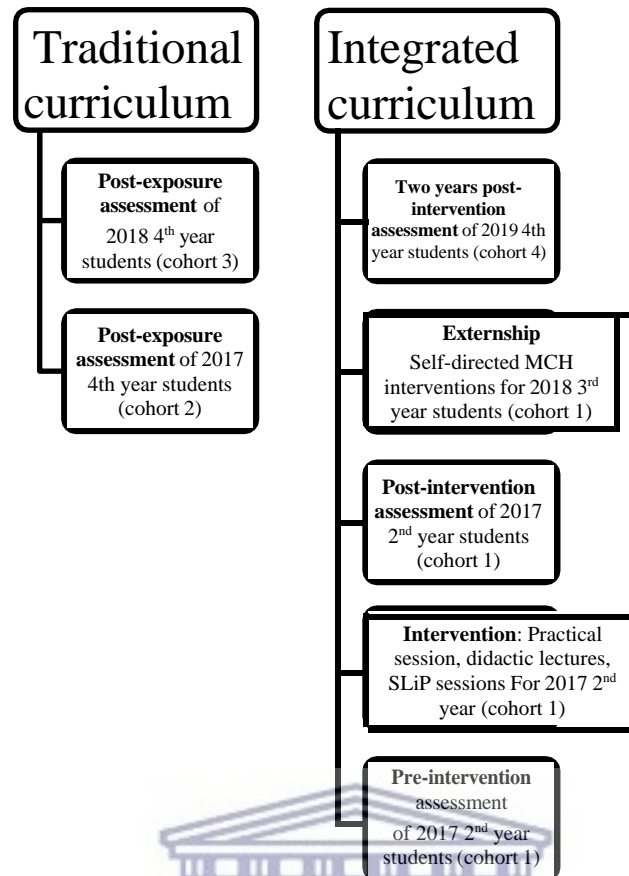 Traditional
curriculum
Post-exposure
assessment of
2018 4th year
students (cohort 3)
Post-exposure
assessment of 2017
4th year students
(cohort 2)
Integrated
curriculum
Two years post-
intervention
assessment of 2019 4th
year students (cohort 4)
Externship
Self-directed MCH
interventions for 2018 3rd
year students (cohort 1)
Post-intervention
assessment of 2017
2nd year students
(cohort 1)
Intervention: Practical
session, didactic lectures,
SLiP sessions For 2017 2nd
year (cohort 1)
Pre-intervention
assessment
of 2017 2nd year
students (cohort 1)